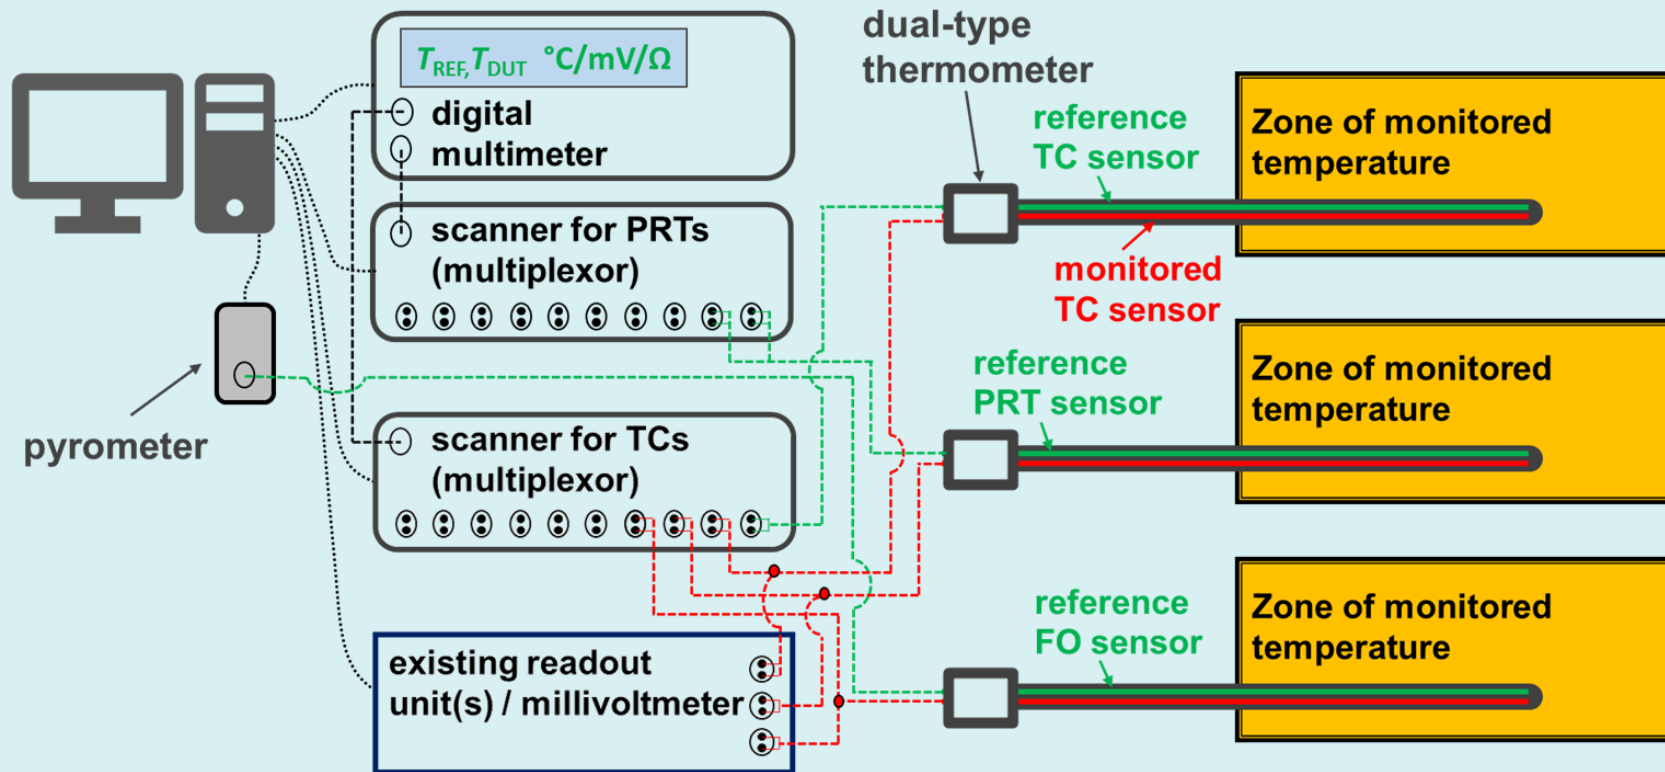 T_REF, T_DUT °C/mV/Ω
digital
multimeter
scanner for PRTs
(multiplexor)
pyrometer
scanner for TCs
(multiplexor)
existing readout
unit(s) / millivoltmeter
dual-type
thermometer
reference
TC sensor
monitored
TC sensor
Zone of monitored
temperature
reference
PRT sensor
Zone of monitored
temperature
reference
FO sensor
Zone of monitored
temperature